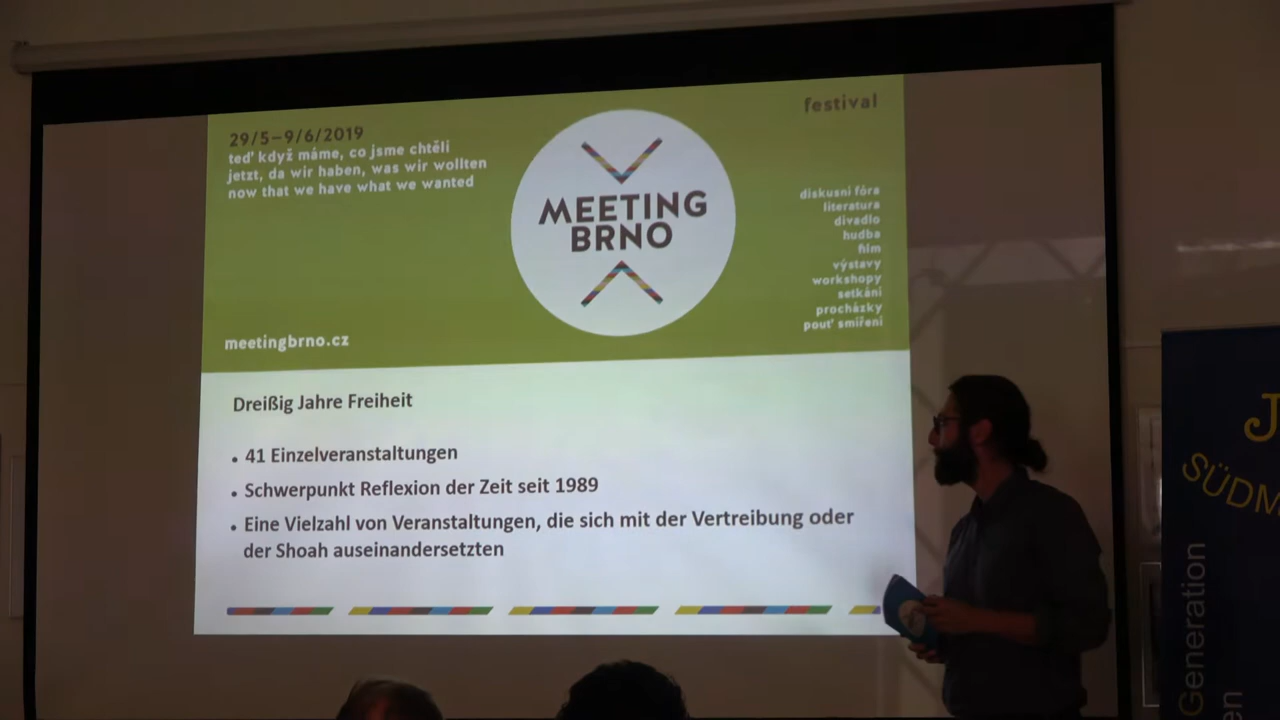 29/5–9/6/2019
teď když máme, co jsme chtěli
jetzt, da wir haben, was wir wollten
now that we have what we wanted
meetingbrno.cz
MEETING
BRNO
festival
diskusní fóra
literatura
divadlo
hudba
film
výstavy
workshopy
setkání
procházky
pouť smíření
Dreißig Jahre Freiheit
• 41 Einzelveranstaltungen
• Schwerpunkt Reflexion der Zeit seit 1989
• Eine Vielzahl von Veranstaltungen, die sich mit der Vertreibung oder
der Shoah auseinandersetzten
J
SÜDM
Generation
en